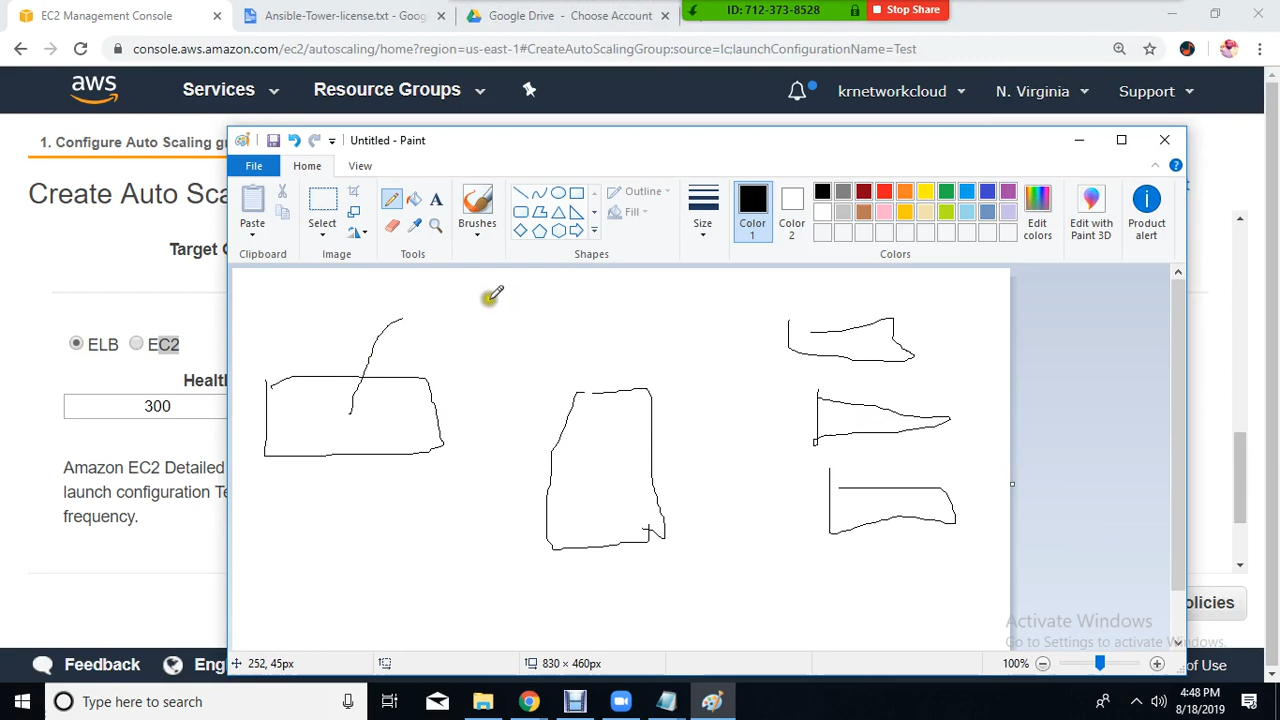 EC2 Management Console
Ansible-Tower-license.txt - Goog
Google Drive - Choose Account
ID: 712-373-8528
Stop Share
console.aws.amazon.com/ec2/autoscaling/home?region=us-east-1#CreateAutoScalingGroup:source=lc;launchConfigurationName=Test
aws
Services
Resource Groups
krnetworkcloud
N. Virginia
Support
1. Configure Auto Scaling g
Create Auto Sca
Target
ELB
EC2
Health
300
Amazon EC2 Detailed
launch configuration Te
frequency.
Untitled - Paint
File
Home
View
Paste
Select
Brushes
Outline
Fill
Size
Color
1
Color
2
Edit
colors
Edit with
Paint 3D
Product
alert
Clipboard
Image
Tools
Shapes
Colors
Activate Windows
Go to Settings to activate Windows.
olicies
252, 45px
830 × 460px
100%
Feedback
Eng
of Use
Type here to search
4:48 PM
8/18/2019